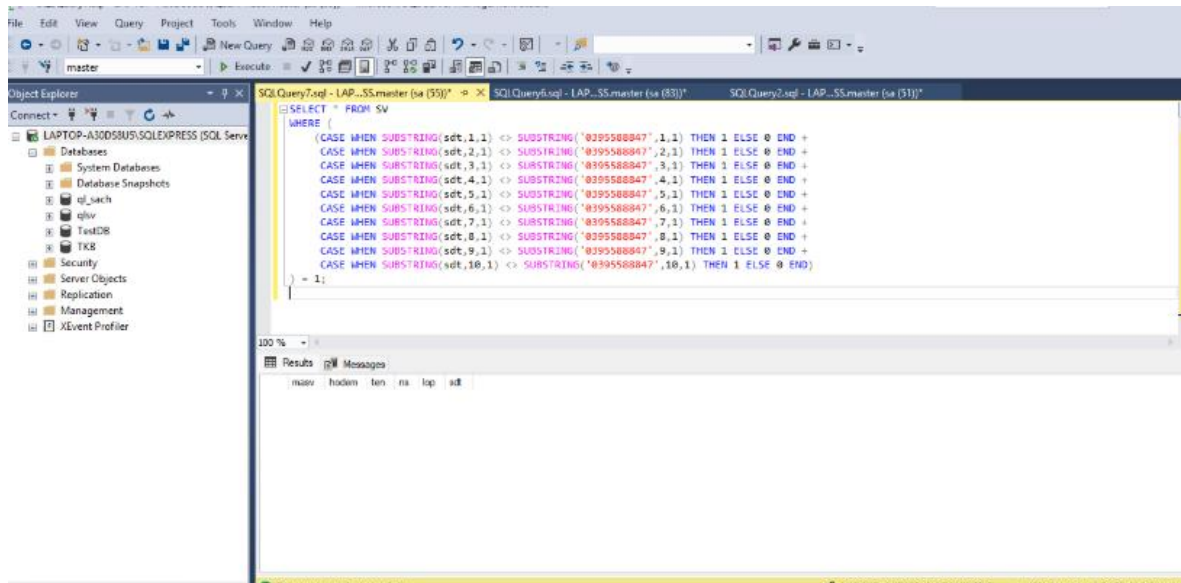 File Edit View Query Project Tools Window Help
New Query
master Execute
Object Explorer
Connect
LAPTOP-A30DS8U5\SQLEXPRESS (SQL Serve
Databases
System Databases
Database Snapshots
ql_sach
qlsv
TestDB
TKB
Security
Server Objects
Replication
Management
XEvent Profiler
SQLQuery7.sql - LAP...SS.master (sa (55))* SQLQuery6.sql - LAP...SS.master (sa (83))* SQLQuery2.sql - LAP...SS.master (sa (51))*
SELECT * FROM SV
WHERE (
(CASE WHEN SUBSTRING(sdt,1,1) <> SUBSTRING('0395588847',1,1) THEN 1 ELSE 0 END +
CASE WHEN SUBSTRING(sdt,2,1) <> SUBSTRING('0395588847',2,1) THEN 1 ELSE 0 END +
CASE WHEN SUBSTRING(sdt,3,1) <> SUBSTRING('0395588847',3,1) THEN 1 ELSE 0 END +
CASE WHEN SUBSTRING(sdt,4,1) <> SUBSTRING('0395588847',4,1) THEN 1 ELSE 0 END +
CASE WHEN SUBSTRING(sdt,5,1) <> SUBSTRING('0395588847',5,1) THEN 1 ELSE 0 END +
CASE WHEN SUBSTRING(sdt,6,1) <> SUBSTRING('0395588847',6,1) THEN 1 ELSE 0 END +
CASE WHEN SUBSTRING(sdt,7,1) <> SUBSTRING('0395588847',7,1) THEN 1 ELSE 0 END +
CASE WHEN SUBSTRING(sdt,8,1) <> SUBSTRING('0395588847',8,1) THEN 1 ELSE 0 END +
CASE WHEN SUBSTRING(sdt,9,1) <> SUBSTRING('0395588847',9,1) THEN 1 ELSE 0 END +
CASE WHEN SUBSTRING(sdt,10,1) <> SUBSTRING('0395588847',10,1) THEN 1 ELSE 0 END)
) = 1;
100 %
Results Messages
masv hodem ten ns lop sdt